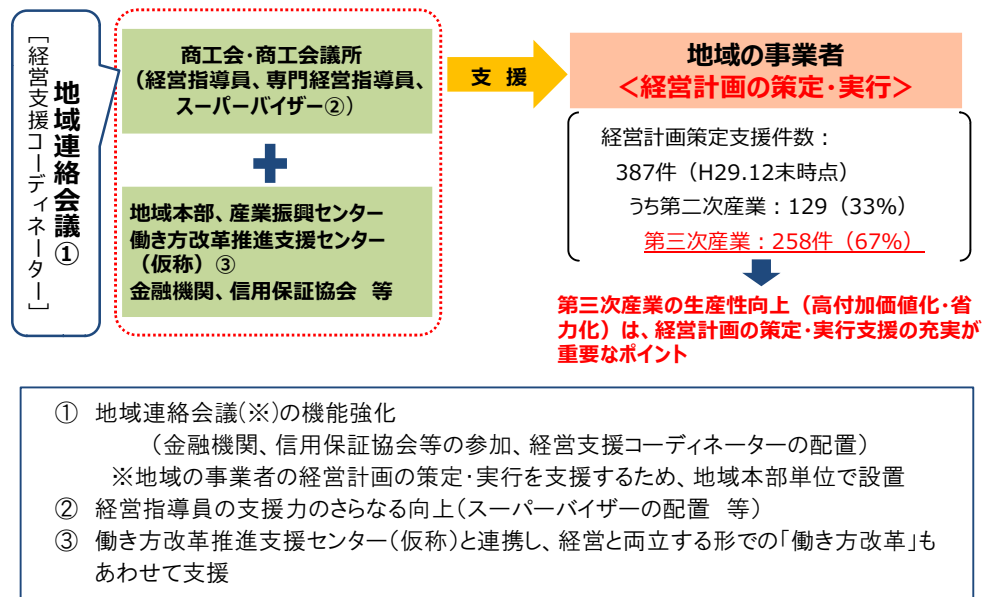 地域連絡会議①
［経営支援コーディネーター］
商工会・商工会議所
（経営指導員、専門経営指導員、
スーパーバイザー②）
地域本部、産業振興センター
働き方改革推進支援センター
（仮称）③
金融機関、信用保証協会 等
支 援
地域の事業者
＜経営計画の策定・実行＞
経営計画策定支援件数：
387件（H29.12末時点）
うち第二次産業：129（33%）
第三次産業：258件（67%）
第三次産業の生産性向上（高付加価値化・省
力化）は、経営計画の策定・実行支援の充実が
重要なポイント
① 地域連絡会議(※)の機能強化
（金融機関、信用保証協会等の参加、経営支援コーディネーターの配置）
※地域の事業者の経営計画の策定・実行を支援するため、地域本部単位で設置
② 経営指導員の支援力のさらなる向上（スーパーバイザーの配置 等）
③ 働き方改革推進支援センター（仮称）と連携し、経営と両立する形での「働き方改革」も
あわせて支援